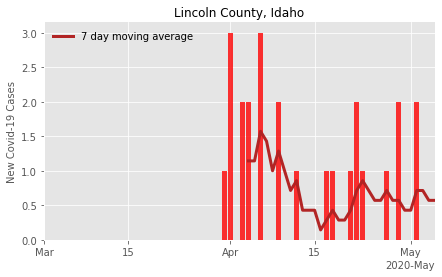 Lincoln County, Idaho
7 day moving average
New Covid-19 Cases
3.0
2.5
2.0
1.5
1.0
0.5
0.0
Mar 15 Apr 15 May
2020-May